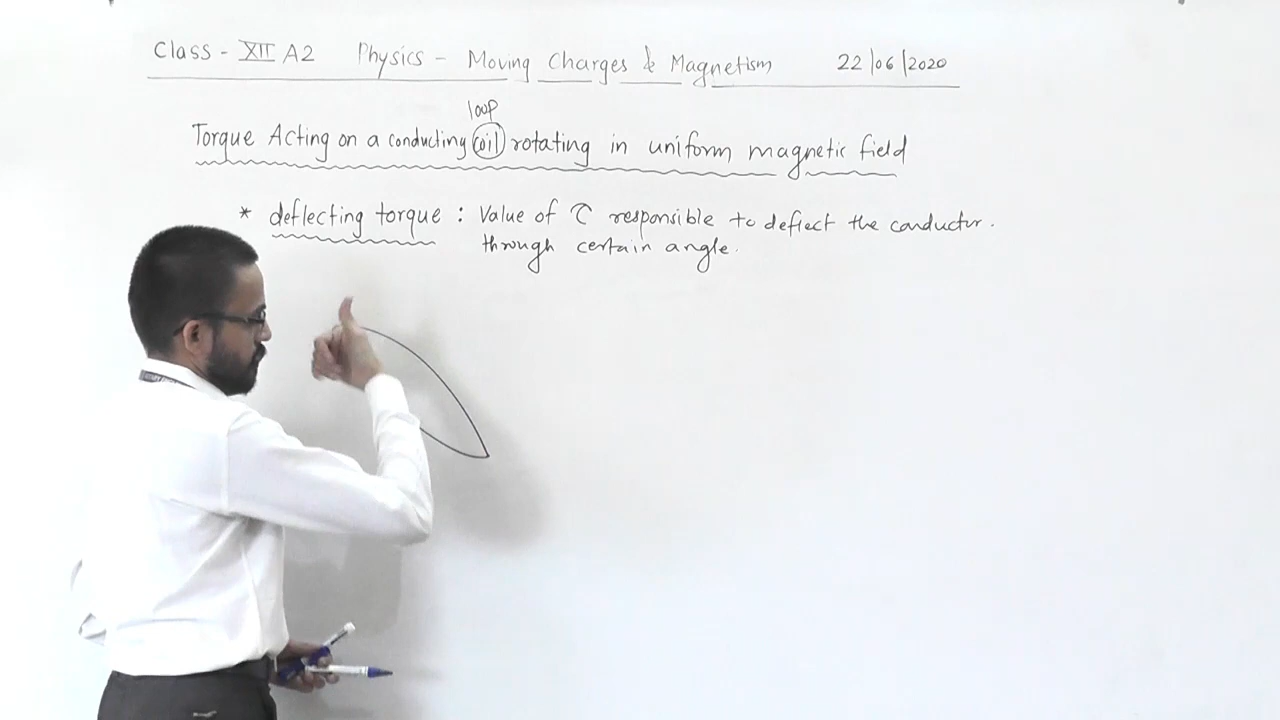 Class - XII A2 Physics - Moving Charges & Magnetism 22/06/2020
loop
Torque Acting on a conducting coil rotating in uniform magnetic field
* deflecting torque : Value of τ responsible to deflect the conductor.
through certain angle.